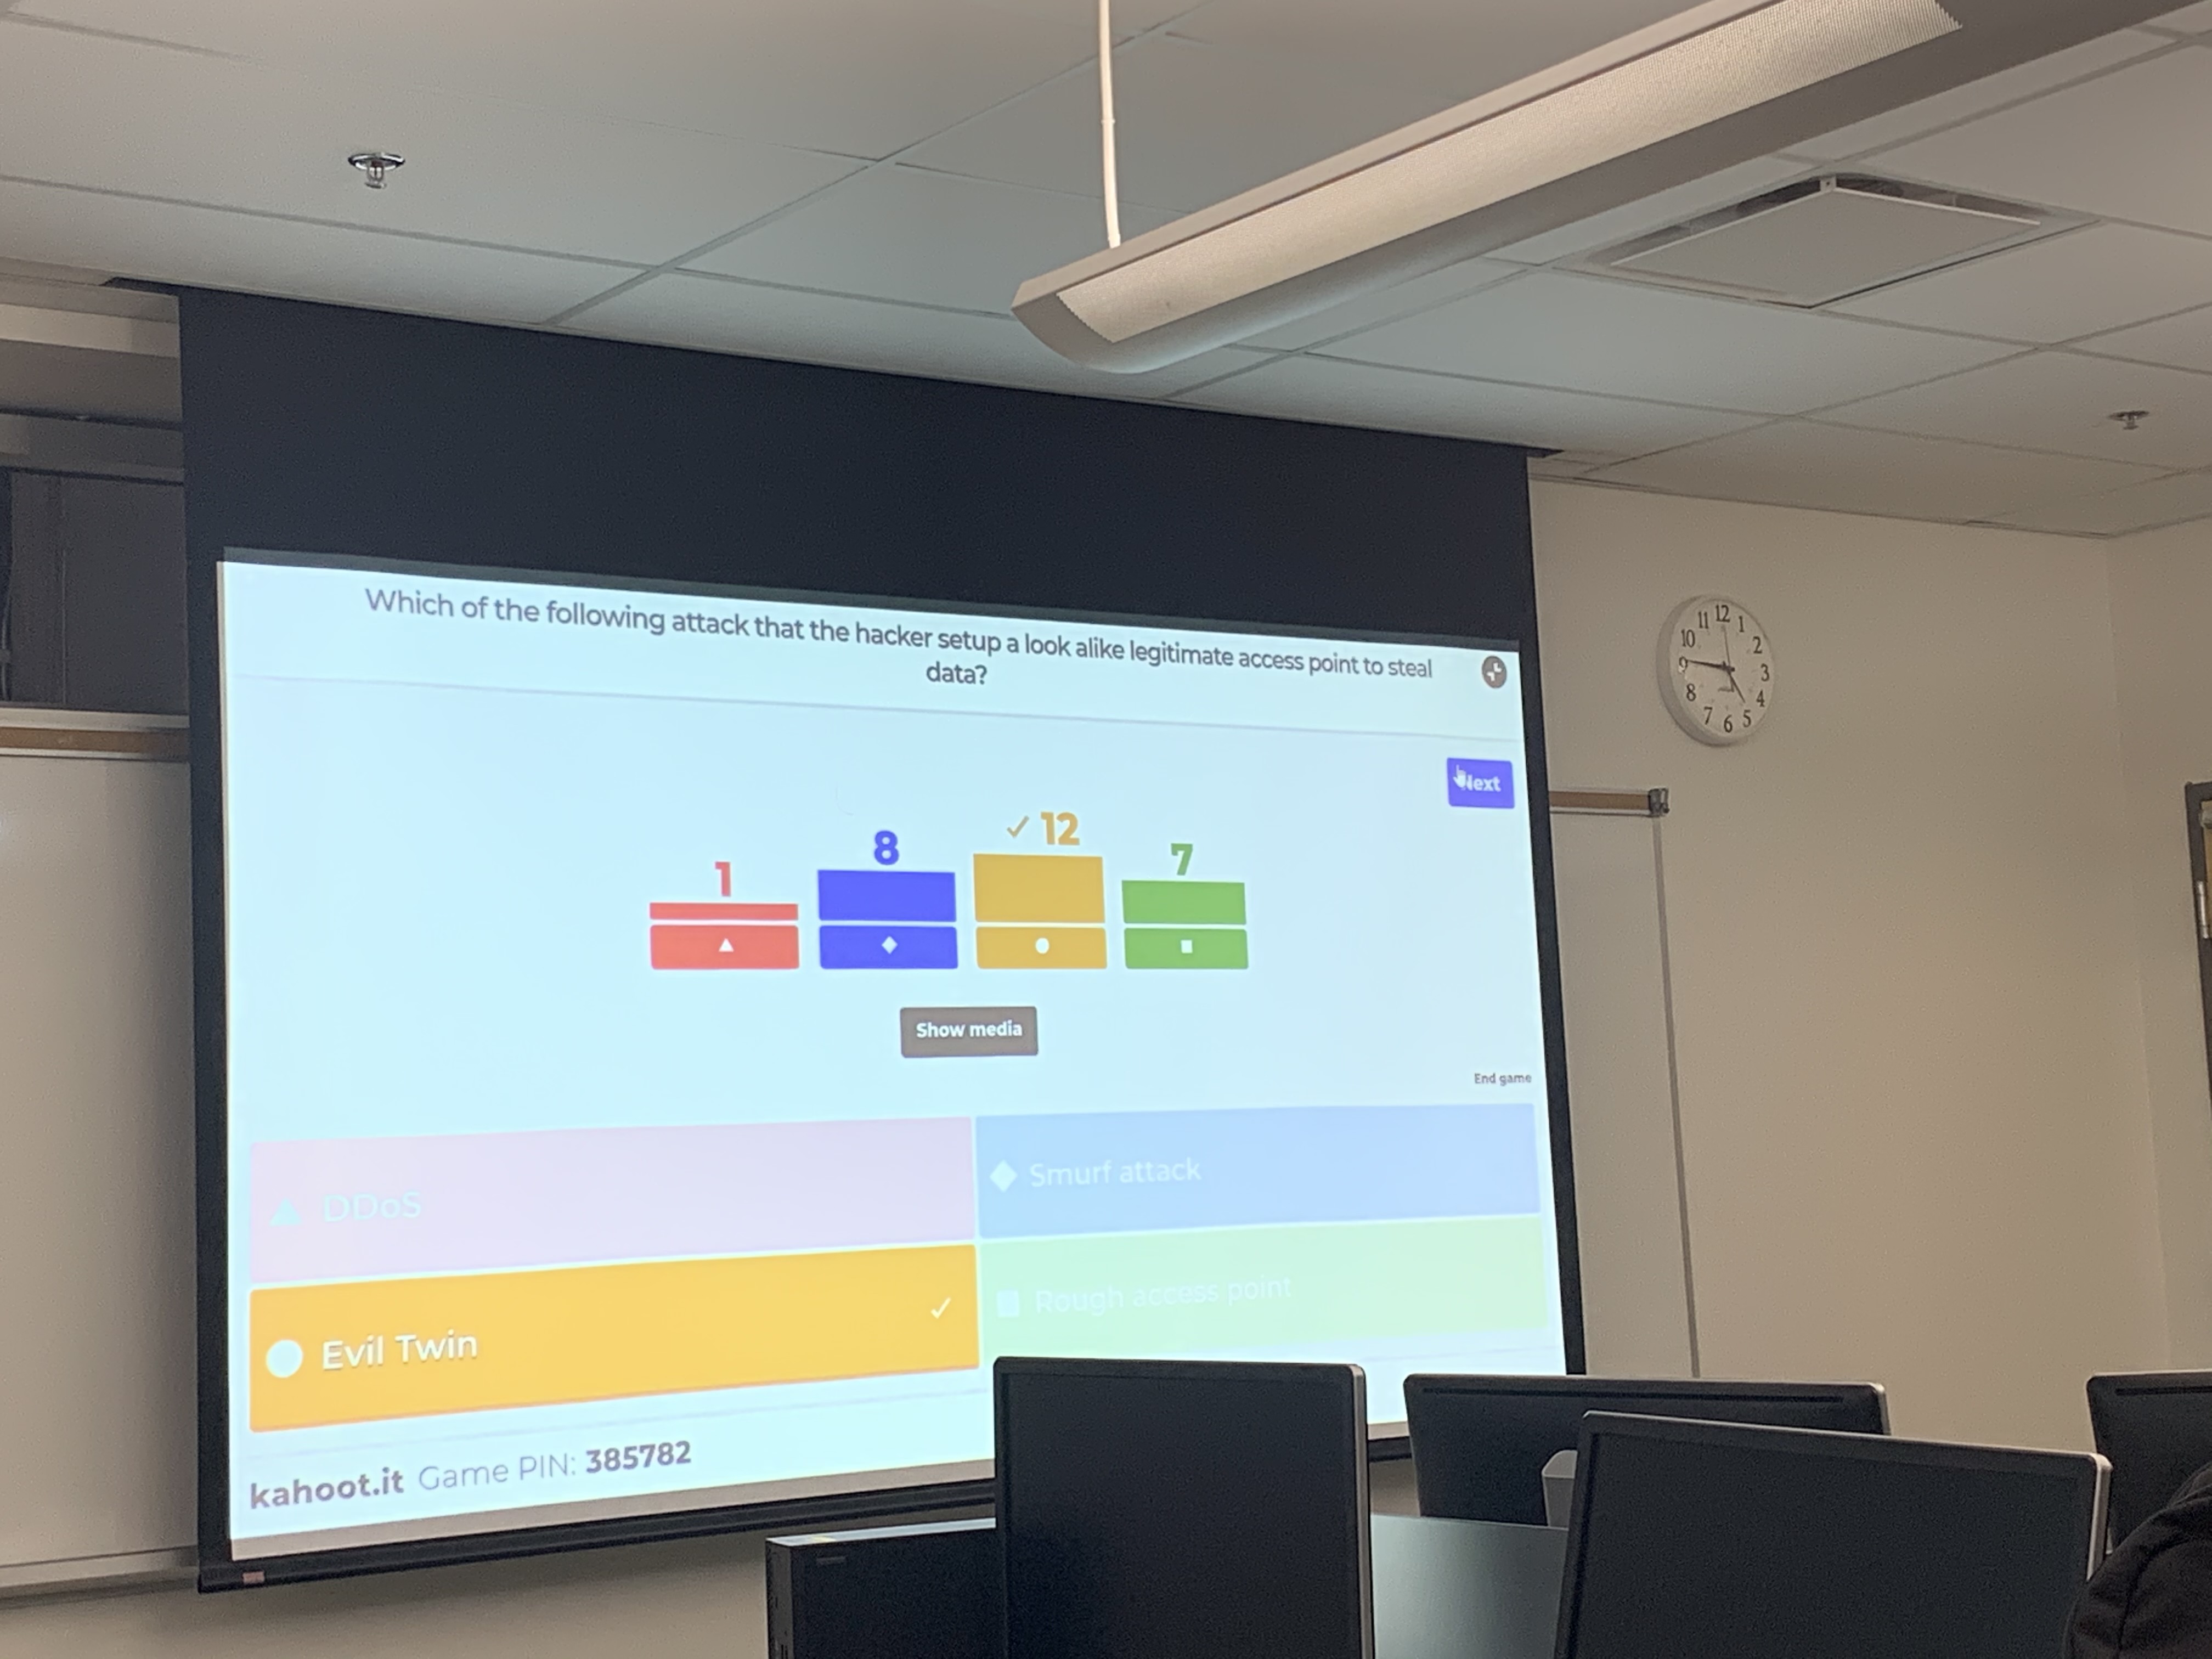 Which of the following attack that the hacker setup a look alike legitimate access point to steal
data?
Next
1
8
✓ 12
7
Show media
End game
DDoS
Smurf attack
Evil Twin
Rough access point
kahoot.it Game PIN: 385782
12
1
2
3
4
5
6
7
8
9
10
11